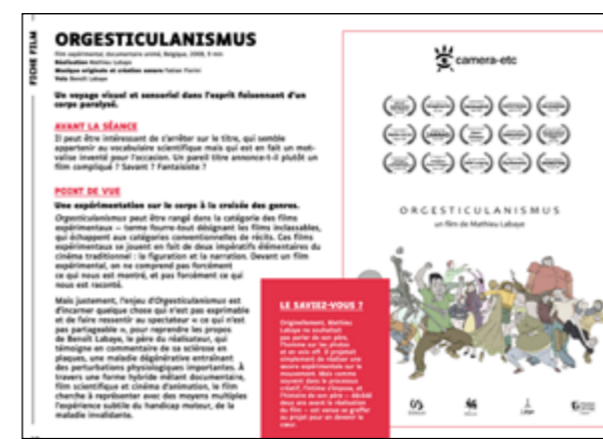 FICHE FILM
ORGESTICULANISMUS
Film expérimental, documentaire animé, Belgique, 2008, 9 min
Réalisation Mathieu Labaye
Musique originale et création sonore Fabian Fiorini
Voix Benoît Labaye
Un voyage visuel et sensoriel dans l'esprit foisonnant d'un
corps paralysé.
AVANT LA SÉANCE
Il peut être intéressant de s'arrêter sur le titre, qui semble
appartenir au vocabulaire scientifique mais qui est en fait un mot-
valise inventé pour l'occasion. Un pareil titre annonce-t-il plutôt un
film compliqué ? Savant ? Fantaisiste ?
POINT DE VUE
Une expérimentation sur le corps à la croisée des genres.
Orgesticulanismus peut être rangé dans la catégorie des films
expérimentaux – terme fourre-tout désignant les films inclassables,
qui échappent aux catégories conventionnelles de récits. Ces films
expérimentaux se jouent en fait de deux impératifs élémentaires du
cinéma traditionnel : la figuration et la narration. Devant un film
expérimental, on ne comprend pas forcément
ce qui nous est montré, et pas forcément ce qui
nous est raconté.
Mais justement, l'enjeu d'Orgesticulanismus est
d'incarner quelque chose qui n'est pas exprimable
et de faire ressentir au spectateur « ce qui n'est
pas partageable », pour reprendre les propos
de Benoît Labaye, le père du réalisateur, qui
témoigne en commentaire de sa sclérose en
plaques, une maladie dégénérative entraînant
des perturbations physiologiques importantes. À
travers une forme hybride mêlant documentaire,
film scientifique et cinéma d'animation, le film
cherche à représenter avec des moyens multiples
l'expérience subtile du handicap moteur, de la
maladie invalidante.
LE SAVIEZ-VOUS ?
Originellement, Mathieu
Labaye ne souhaitait
pas parler de son père,
l'homme sur les photos
et en voix off. Il projetait
simplement de réaliser une
œuvre expérimentale sur le
mouvement. Mais comme
souvent dans le processus
créatif, l'intime s'impose, et
l'histoire de son père – décédé
deux ans avant la réalisation
du film – est venue se greffer
au projet pour en devenir le
cœur.
camera-etc
ORGESTICULANISMUS
un film de Mathieu Labaye